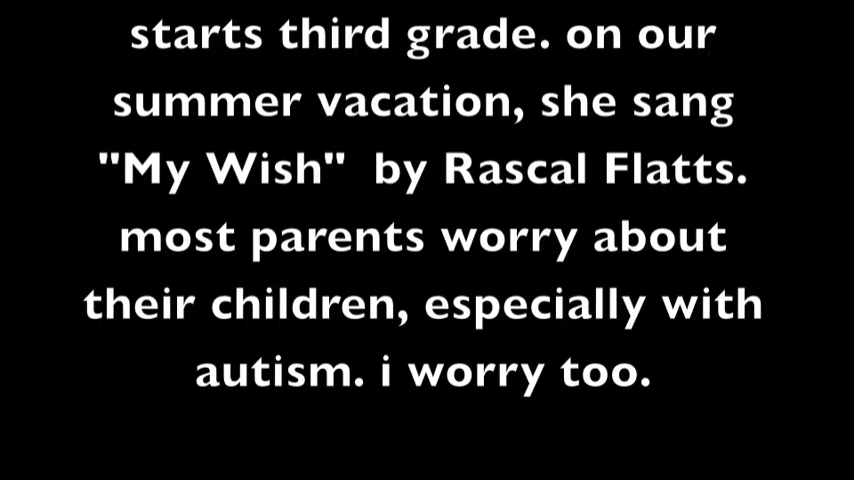 starts third grade. on our
summer vacation, she sang
"My Wish"  by Rascal Flatts.
most parents worry about
their children, especially with
autism. i worry too.